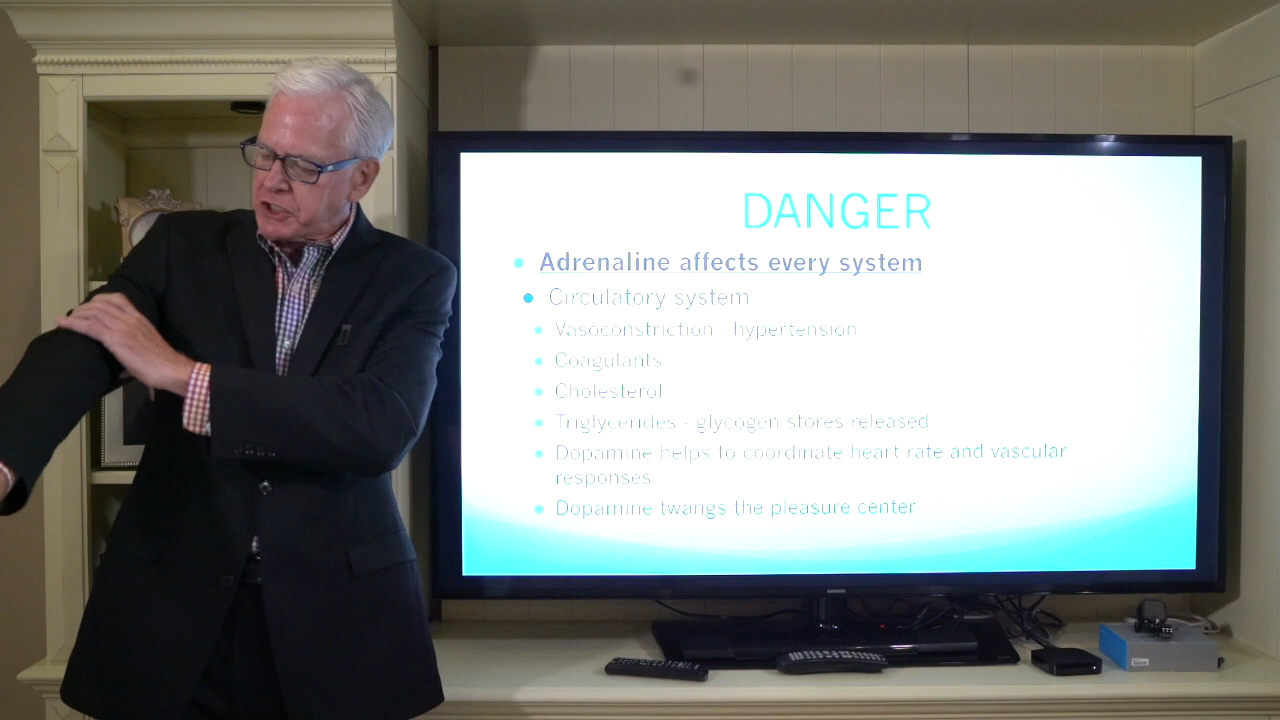 DANGER
Adrenaline affects every system
Circulatory system
Vasoconstriction - hypertension
Coagulants
Cholesterol
Triglycerides - glycogen stores released
Dopamine helps to coordinate heart rate and vascular
responses
Dopamine twangs the pleasure center
SAMSUNG